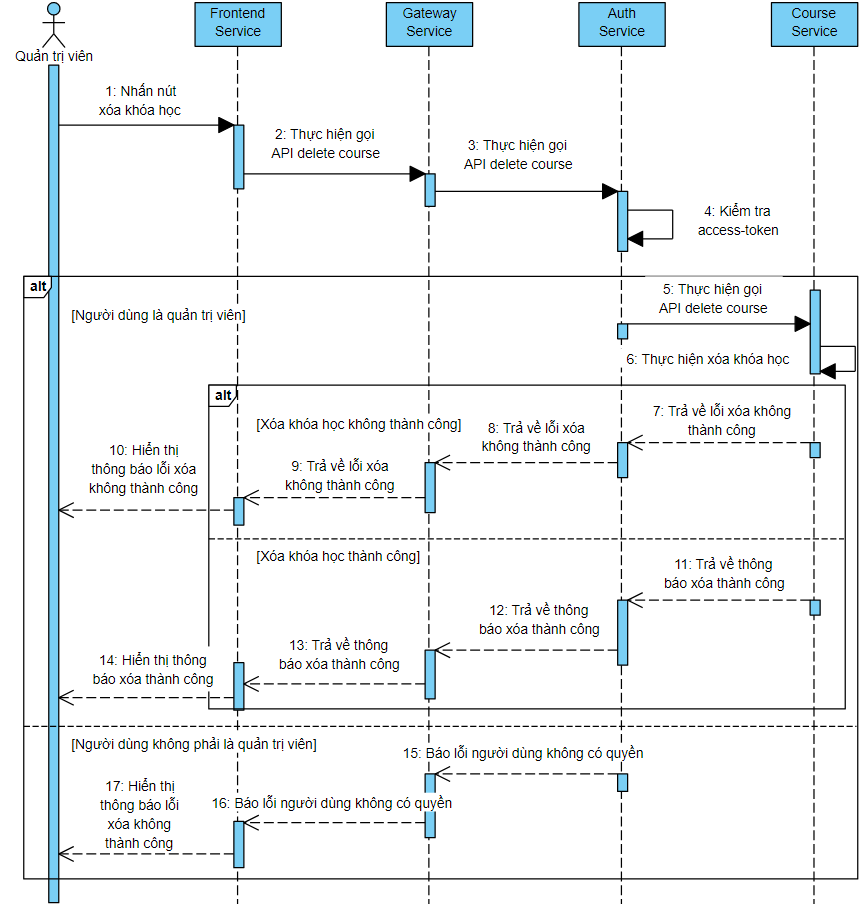 Quản trị viên
Frontend
Service
Gateway
Service
Auth
Service
Course
Service
1: Nhấn nút
xóa khóa học
2: Thực hiện gọi
API delete course
3: Thực hiện gọi
API delete course
4: Kiểm tra
access-token
alt
[Người dùng là quản trị viên]
5: Thực hiện gọi
API delete course
6: Thực hiện xóa khóa học
alt
[Xóa khóa học không thành công]
7: Trả về lỗi xóa không
thành công
8: Trả về lỗi xóa
không thành công
9: Trả về lỗi xóa
không thành công
10: Hiển thị
thông báo lỗi xóa
không thành công
[Xóa khóa học thành công]
11: Trả về thông
báo xóa thành công
12: Trả về thông
báo xóa thành công
13: Trả về thông
báo xóa thành công
14: Hiển thị thông
báo xóa thành công
[Người dùng không phải là quản trị viên]
15: Báo lỗi người dùng không có quyền
16: Báo lỗi người dùng không có quyền
17: Hiển thị
thông báo lỗi
xóa không
thành công